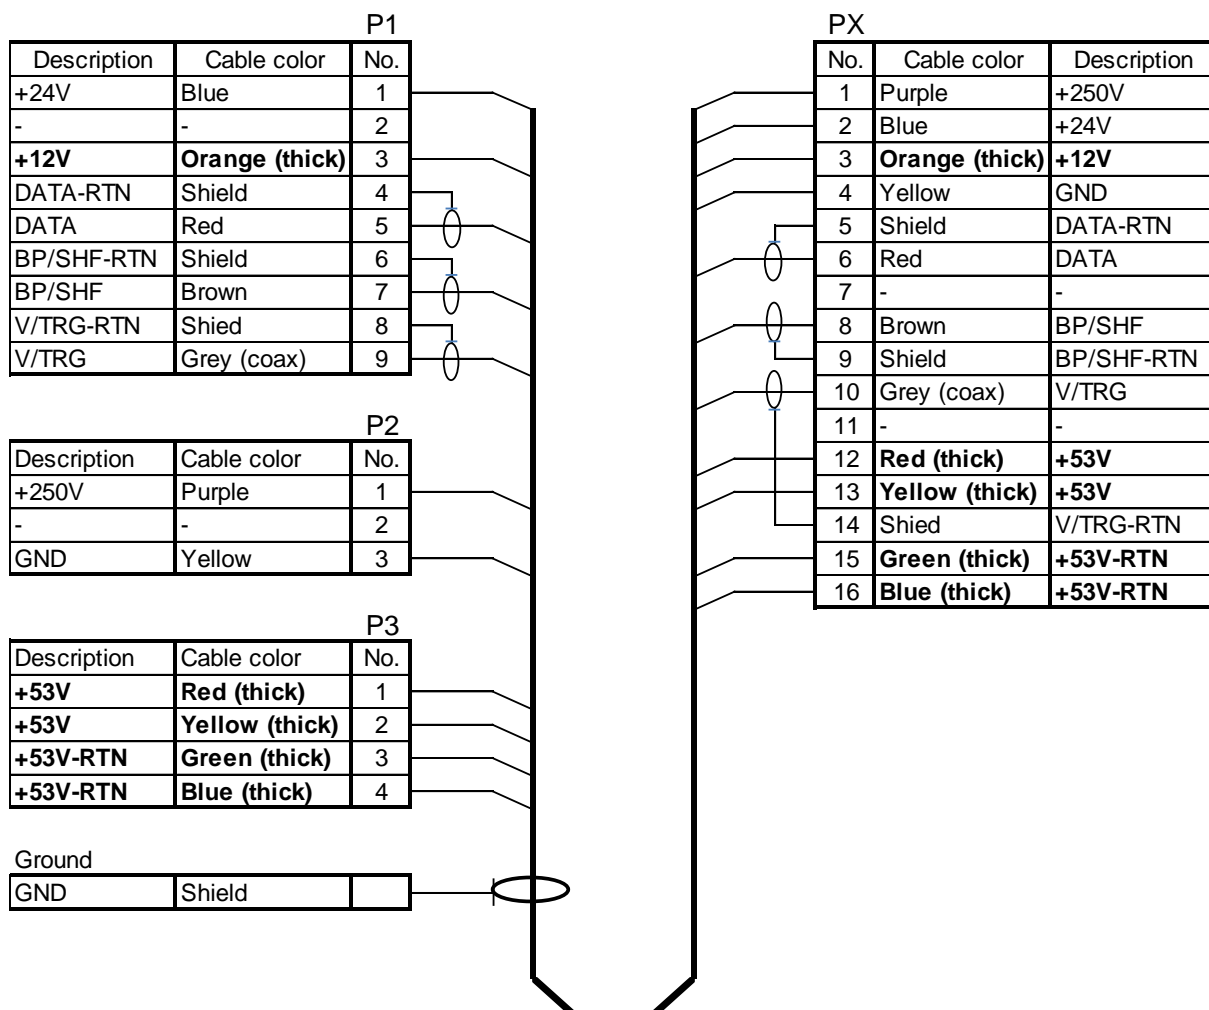 P1
Description Cable color No.
+24V Blue 1
- - 2
+12V Orange (thick) 3
DATA-RTN Shield 4
DATA Red 5
BP/SHF-RTN Shield 6
BP/SHF Brown 7
V/TRG-RTN Shied 8
V/TRG Grey (coax) 9
P2
Description Cable color No.
+250V Purple 1
- - 2
GND Yellow 3
P3
Description Cable color No.
+53V Red (thick) 1
+53V Yellow (thick) 2
+53V-RTN Green (thick) 3
+53V-RTN Blue (thick) 4
Ground
GND Shield
PX
No. Cable color Description
1 Purple +250V
2 Blue +24V
3 Orange (thick) +12V
4 Yellow GND
5 Shield DATA-RTN
6 Red DATA
7 - -
8 Brown BP/SHF
9 Shield BP/SHF-RTN
10 Grey (coax) V/TRG
11 - -
12 Red (thick) +53V
13 Yellow (thick) +53V
14 Shied V/TRG-RTN
15 Green (thick) +53V-RTN
16 Blue (thick) +53V-RTN